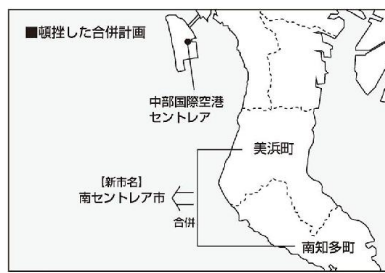 ■頓挫した合併計画
中部国際空港
セントレア
美浜町
【新市名】
南セントレア市
合併
南知多町